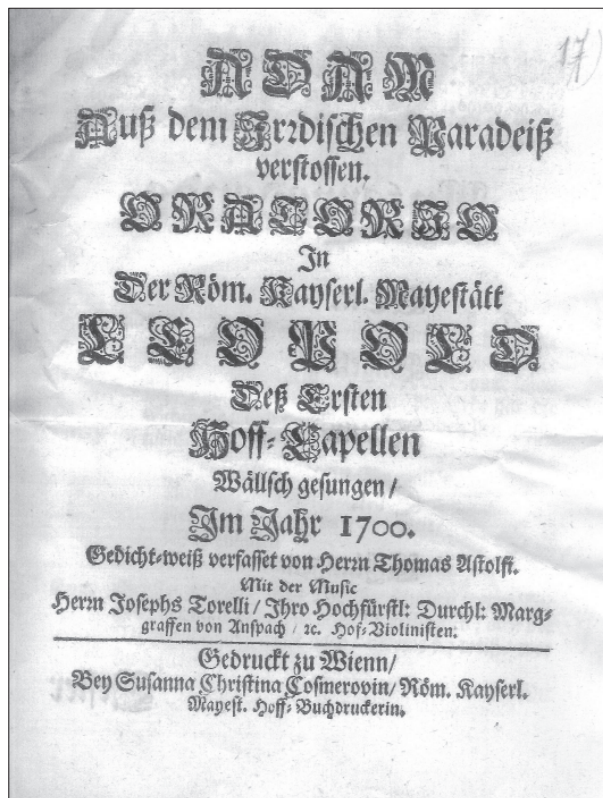 17)
ADAM
Auß dem Irrdischen Paradeiß
verstossen.
ORATORIO
In
Der Röm. Kayserl. Mayestätt
LEOPOLD
Deß Ersten
Hoff-Capellen
Wällsch gesungen /
Im Jahr 1700.
Gedicht-weiß verfasset von Herrn Thomas Astolfi.
Mit der Music
Herrn Josephs Torelli / Ihro Hochfürstl: Durchl: Marg-
graffen von Anspach / ꝛc. Hof-Violinisten.
Gedruckt zu Wienn /
Bey Susanna Christina Cosmerovin / Röm. Kayserl.
Mayest. Hoff-Buchdruckerin.